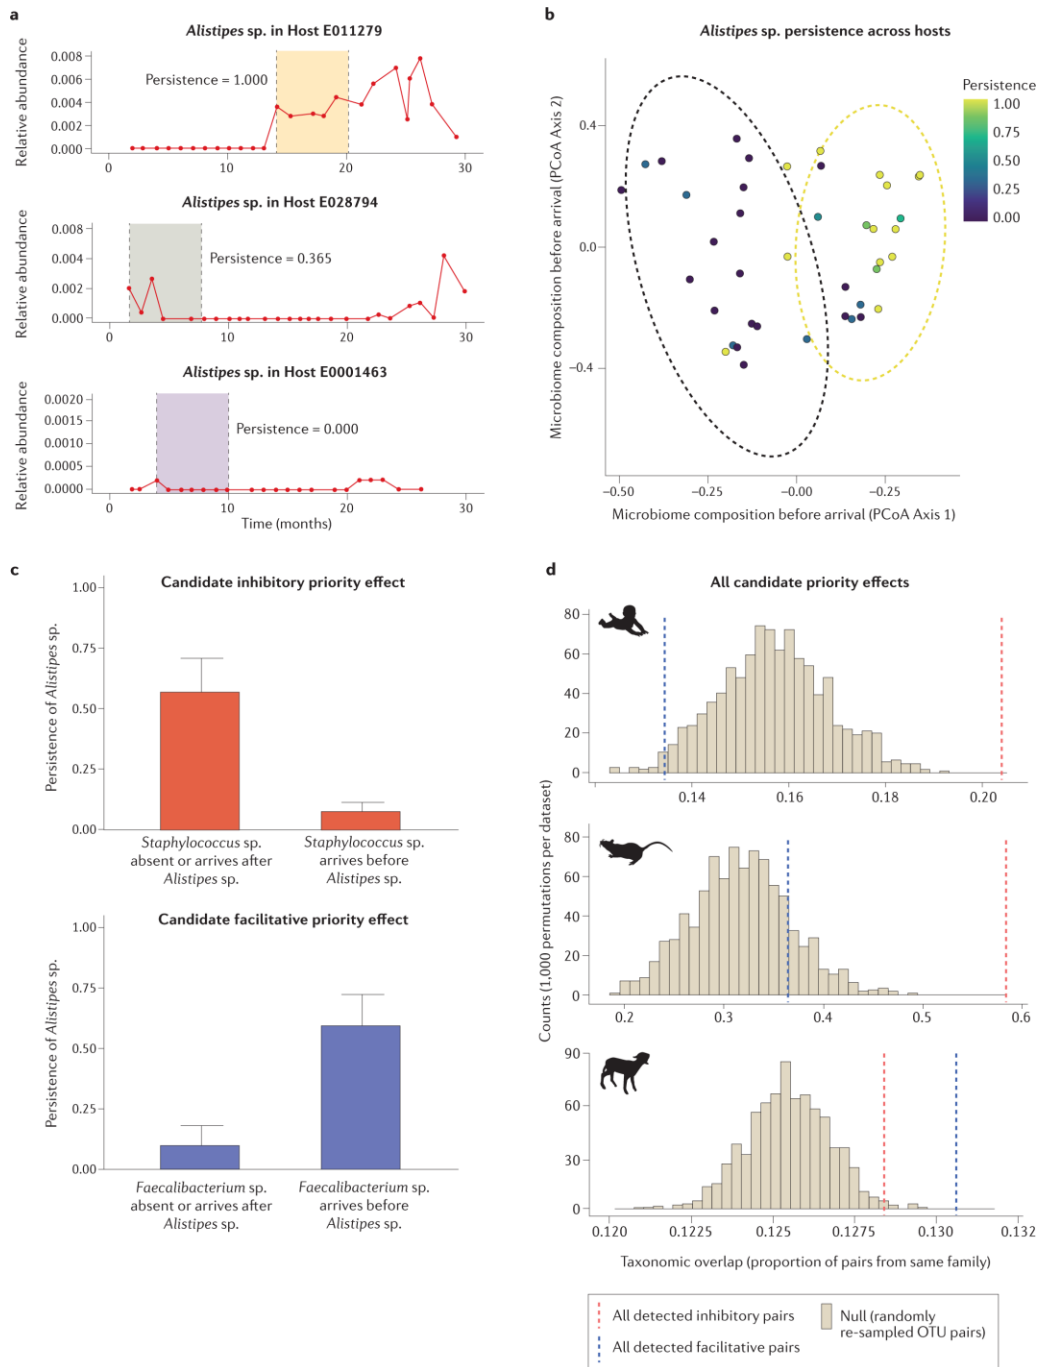 a
Alistipes sp. in Host E011279
Relative abundance
0.008
0.006
0.004
0.002
0.000
Persistence = 1.000
0
10
20
30
Alistipes sp. in Host E028794
Relative abundance
0.008
0.004
0.002
0.000
Persistence = 0.365
0
10
20
30
Alistipes sp. in Host E0001463
Relative abundance
0.0020
0.0015
0.0010
0.0005
0.0000
Persistence = 0.000
0
10
20
30
Time (months)
b
Alistipes sp. persistence across hosts
Microbiome composition before arrival (PCoA Axis 2)
0.4
0.0
−0.4
−0.50
−0.25
−0.00
−0.25
Microbiome composition before arrival (PCoA Axis 1)
Persistence
1.00
0.75
0.50
0.25
0.00
c
Candidate inhibitory priority effect
Persistence of Alistipes sp.
1.00
0.75
0.50
0.25
0.00
Staphylococcus sp.
absent or arrives after
Alistipes sp.
Staphylococcus sp.
arrives before
Alistipes sp.
Candidate facilitative priority effect
Persistence of Alistipes sp.
1.00
0.75
0.50
0.25
0.00
Faecalibacterium sp.
absent or arrives after
Alistipes sp.
Faecalibacterium sp.
arrives before
Alistipes sp.
d
All candidate priority effects
Counts (1,000 permutations per dataset)
80
60
40
20
0
0.14
0.16
0.18
0.20
80
60
40
20
0
0.2
0.3
0.4
0.5
0.6
90
60
30
0
0.120
0.1225
0.125
0.1275
0.130
0.132
Taxonomic overlap (proportion of pairs from same family)
All detected inhibitory pairs
All detected facilitative pairs
Null (randomly
re-sampled OTU pairs)